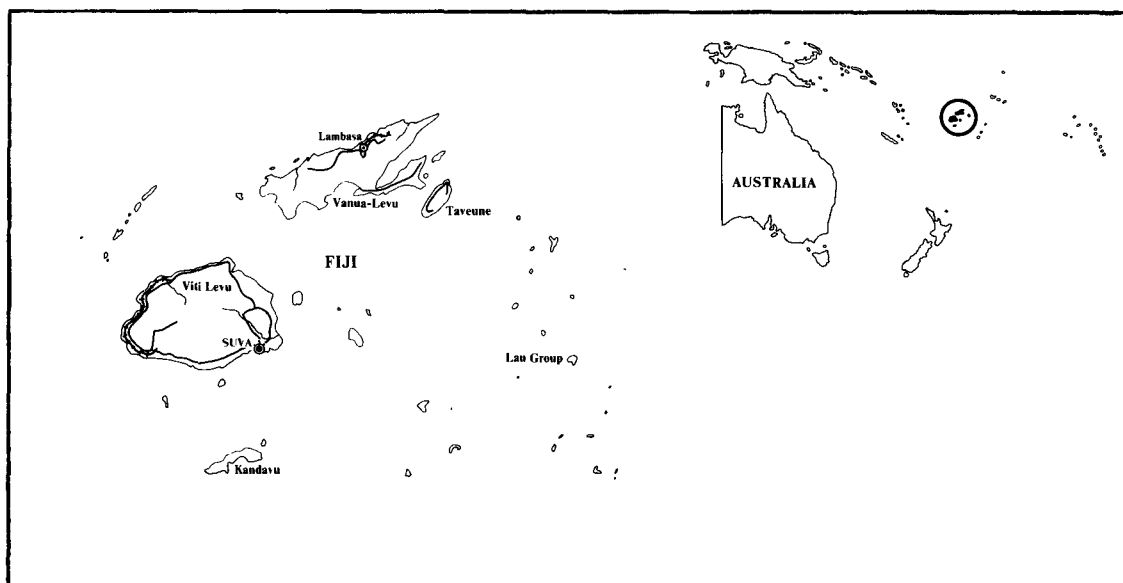 Lambasa
Vanua-Levu
Taveune
FIJI
Viti Levu
SUVA
Lau Group
Kandavu
AUSTRALIA